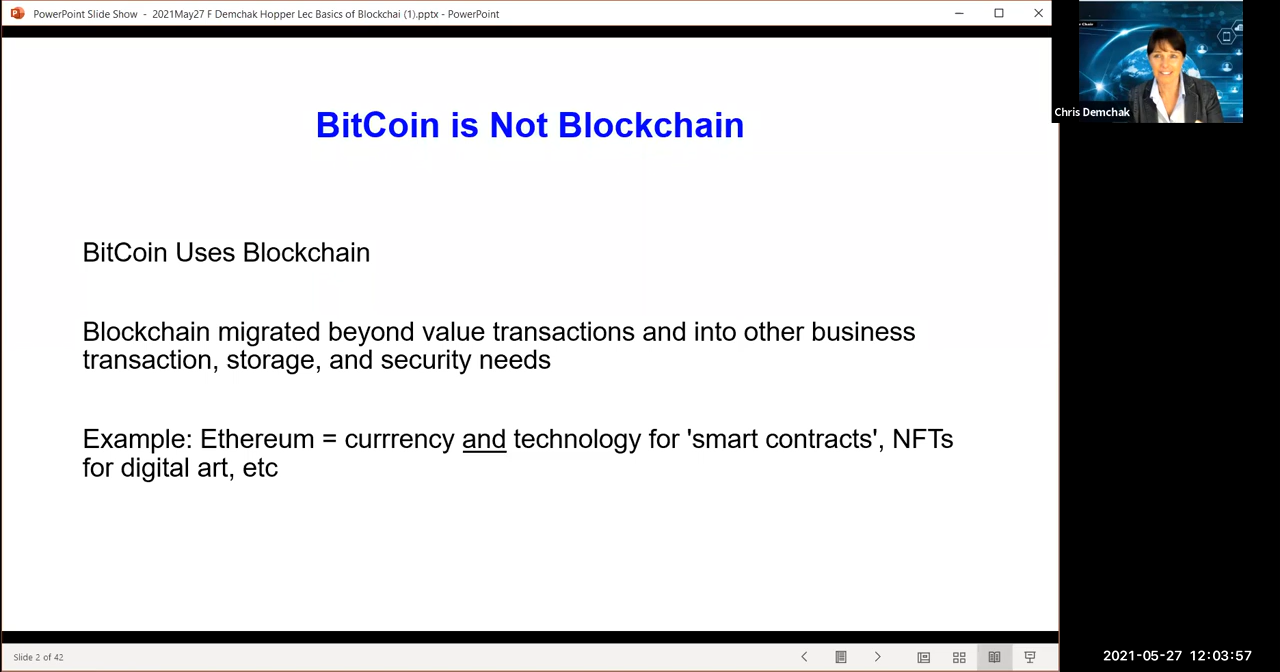 PowerPoint Slide Show - 2021May27 F Demchak Hopper Lec Basics of Blockchai (1).pptx - PowerPoint
Chris Demchak
BitCoin is Not Blockchain
BitCoin Uses Blockchain
Blockchain migrated beyond value transactions and into other business
transaction, storage, and security needs
Example: Ethereum = currrency and technology for 'smart contracts', NFTs
for digital art, etc
Slide 2 of 42
2021-05-27 12:03:57